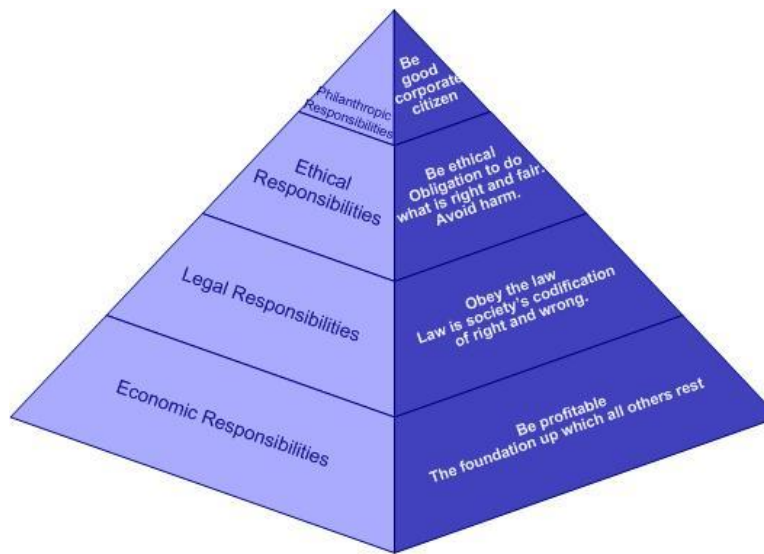 Philanthropic
Responsibilities
Be
good
corporate
citizen
Ethical
Responsibilities
Be ethical
Obligation to do
what is right and fair.
Avoid harm.
Legal Responsibilities
Obey the law
Law is society's codification
of right and wrong.
Economic Responsibilities
Be profitable
The foundation up which all others rest